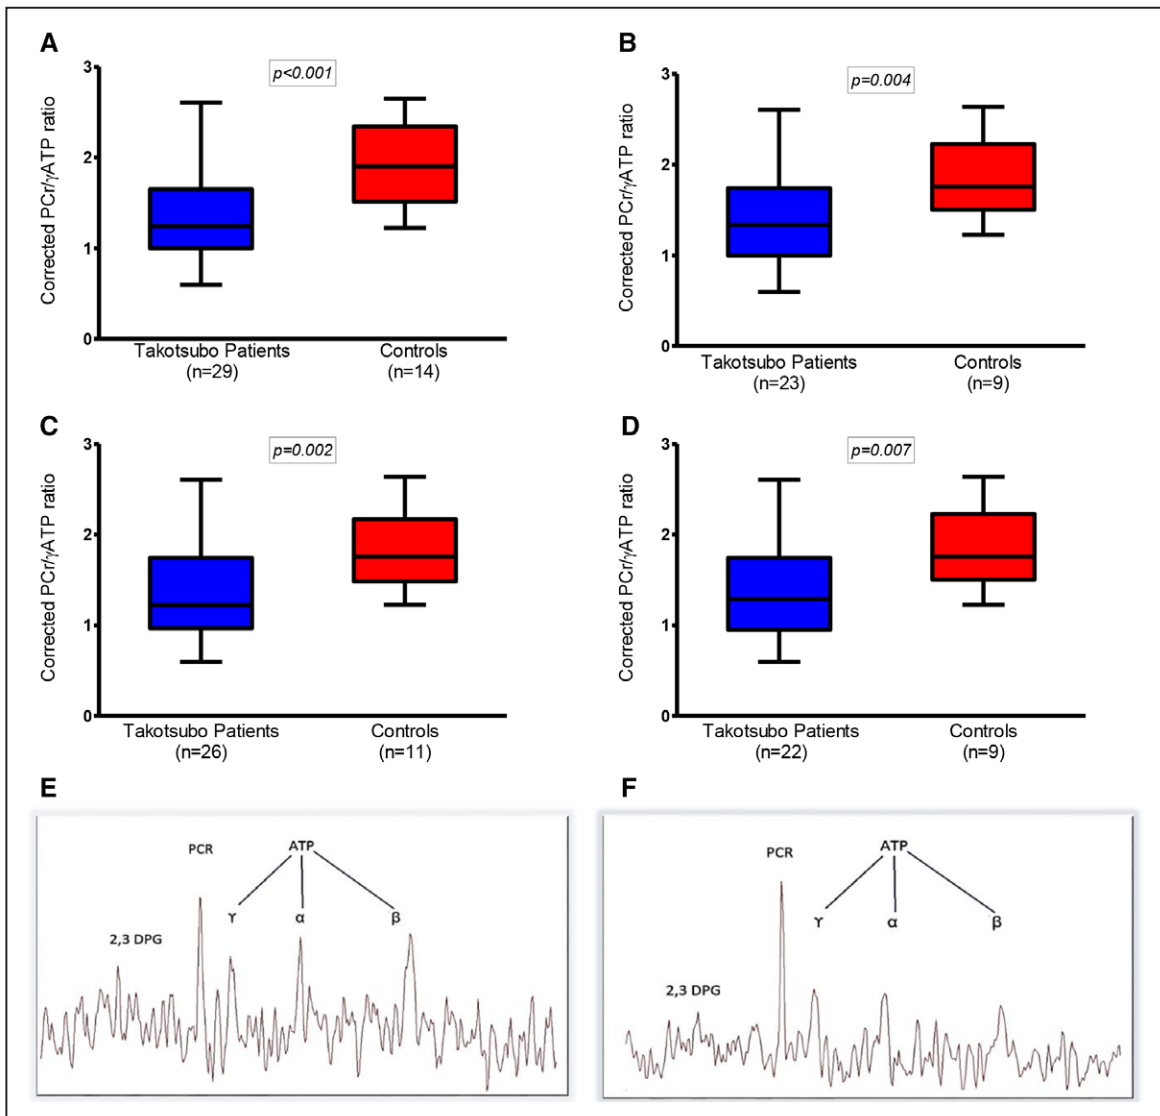 A
p<0.001
Corrected PCr/γATP ratio
3
2
1
0
Takotsubo Patients
(n=29)
Controls
(n=14)
B
p=0.004
Corrected PCr/γATP ratio
3
2
1
0
Takotsubo Patients
(n=23)
Controls
(n=9)
C
p=0.002
Corrected PCr/γATP ratio
3
2
1
0
Takotsubo Patients
(n=26)
Controls
(n=11)
D
p=0.007
Corrected PCr/γATP ratio
3
2
1
0
Takotsubo Patients
(n=22)
Controls
(n=9)
E
PCR
ATP
γ
α
β
2,3 DPG
F
PCR
ATP
γ
α
β
2,3 DPG